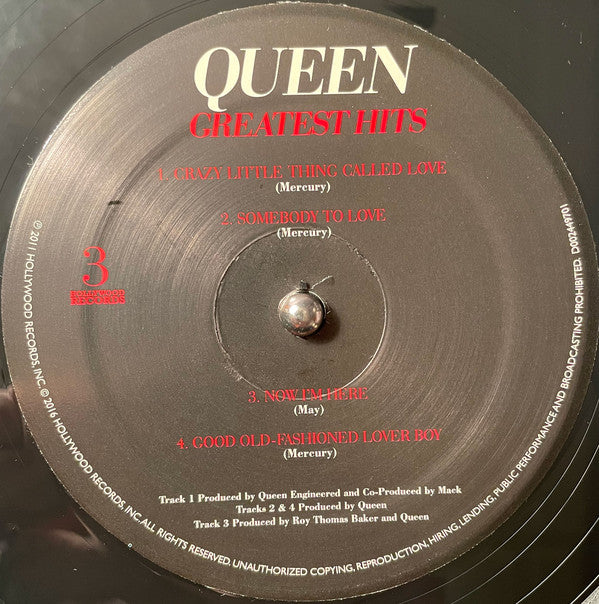 QUEEN
GREATEST HITS
1. CRAZY LITTLE THING CALLED LOVE
(Mercury)
2. SOMEBODY TO LOVE
(Mercury)
3
HOLLYWOOD
RECORDS
3. NOW I'M HERE
(May)
4. GOOD OLD-FASHIONED LOVER BOY
(Mercury)
Track 1 Produced by Queen Engineered and Co-Produced by Mack
Tracks 2 & 4 Produced by Queen
Track 3 Produced by Roy Thomas Baker and Queen
℗ 2011 HOLLYWOOD RECORDS, INC. © 2016 HOLLYWOOD RECORDS, INC. ALL RIGHTS RESERVED. UNAUTHORIZED COPYING, REPRODUCTION, HIRING, LENDING, PUBLIC PERFORMANCE AND BROADCASTING PROHIBITED. D002449701